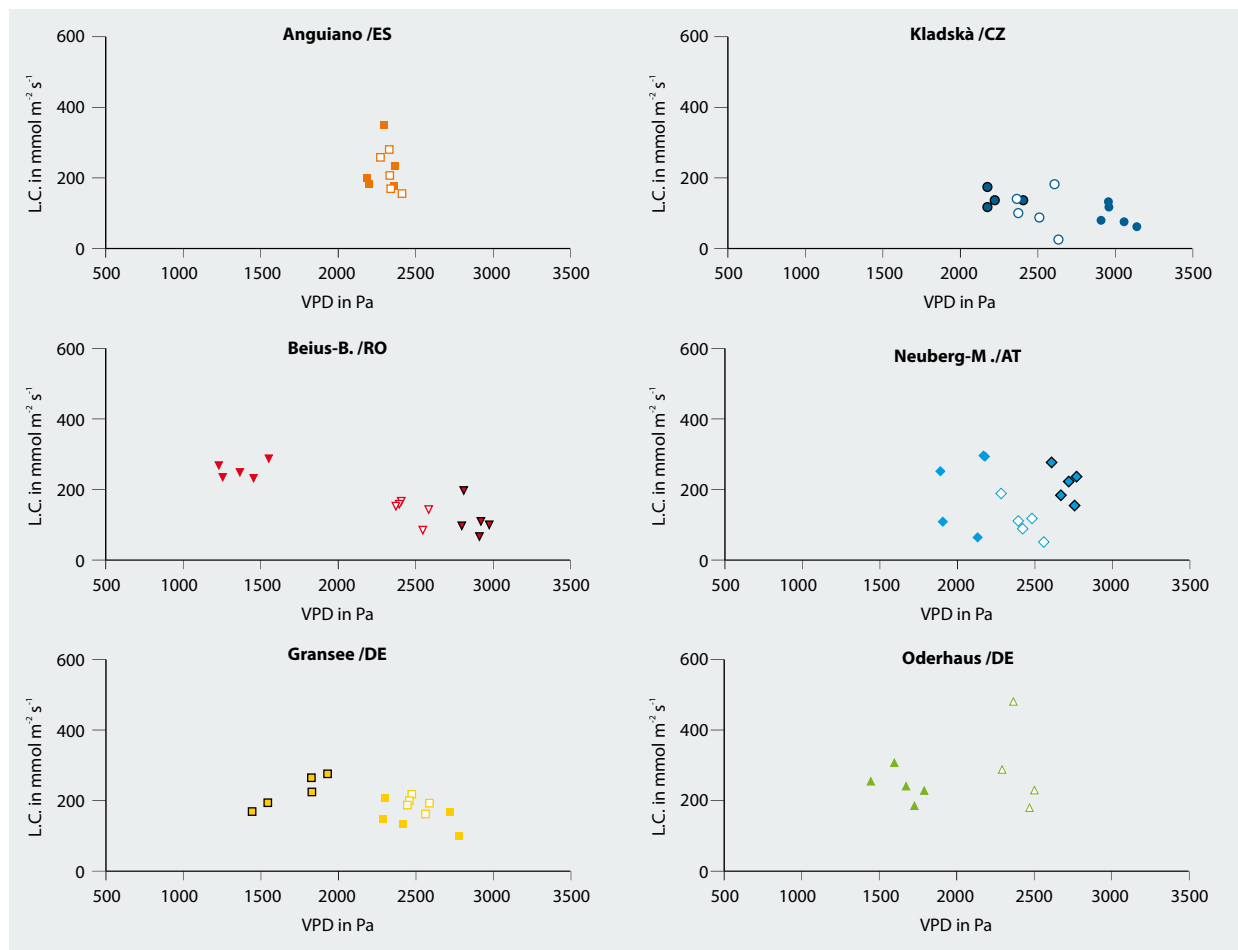 Anguiano /ES
600
400
200
0
L.C. in mmol m⁻² s⁻¹
500 1000 1500 2000 2500 3000 3500
VPD in Pa
Kladskà /CZ
600
400
200
0
L.C. in mmol m⁻² s⁻¹
500 1000 1500 2000 2500 3000 3500
VPD in Pa
Beius-B. /RO
600
400
200
0
L.C. in mmol m⁻² s⁻¹
500 1000 1500 2000 2500 3000 3500
VPD in Pa
Neuberg-M ./AT
600
400
200
0
L.C. in mmol m⁻² s⁻¹
500 1000 1500 2000 2500 3000 3500
VPD in Pa
Gransee /DE
600
400
200
0
L.C. in mmol m⁻² s⁻¹
500 1000 1500 2000 2500 3000 3500
VPD in Pa
Oderhaus /DE
600
400
200
0
L.C. in mmol m⁻² s⁻¹
500 1000 1500 2000 2500 3000 3500
VPD in Pa